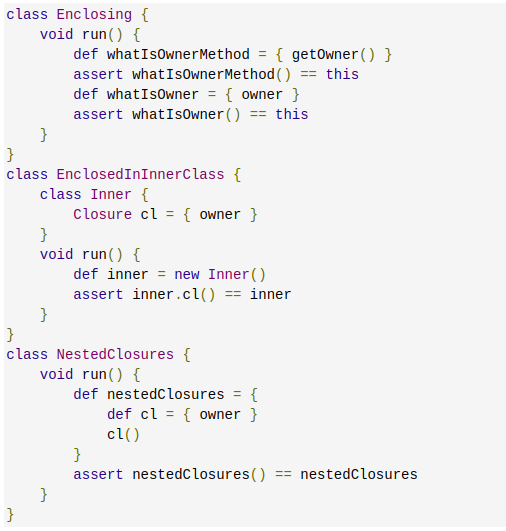 class Enclosing {
    void run() {
        def whatIsOwnerMethod = { getOwner() }
        assert whatIsOwnerMethod() == this
        def whatIsOwner = { owner }
        assert whatIsOwner() == this
    }
}
class EnclosedInInnerClass {
    class Inner {
        Closure cl = { owner }
    }
    void run() {
        def inner = new Inner()
        assert inner.cl() == inner
    }
}
class NestedClosures {
    void run() {
        def nestedClosures = {
            def cl = { owner }
            cl()
        }
        assert nestedClosures() == nestedClosures
    }
}